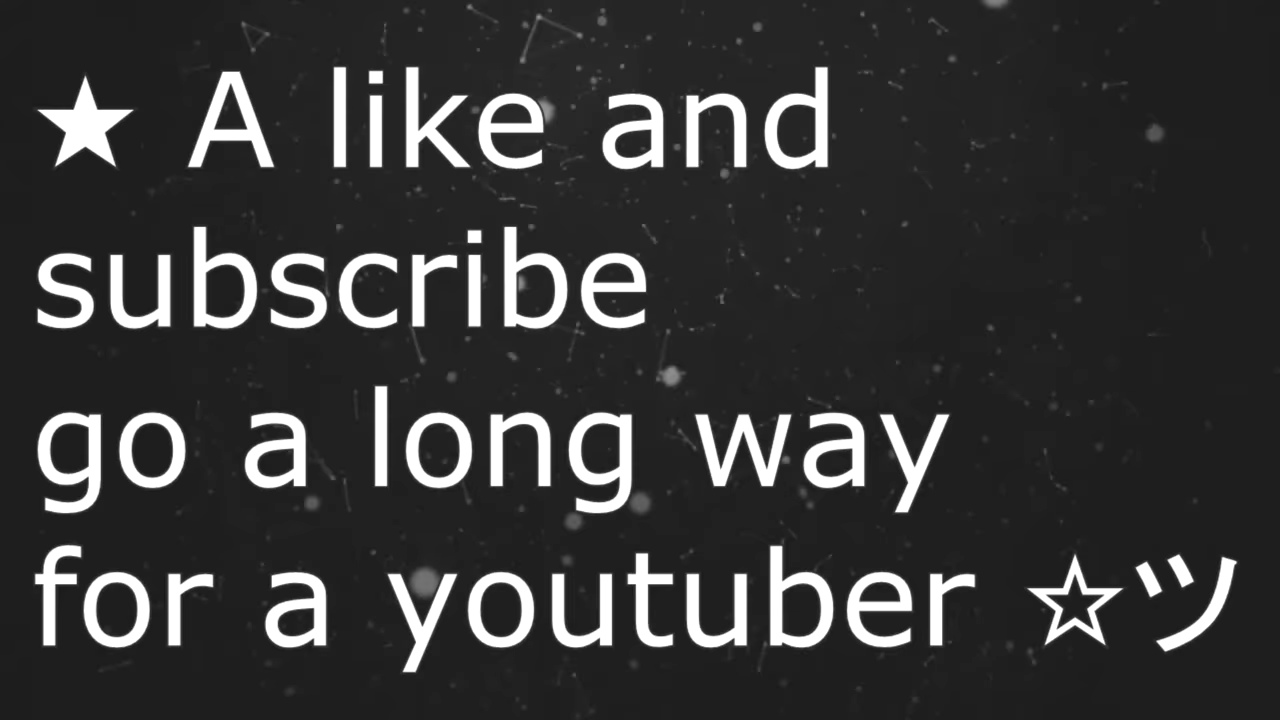 ★ A like and
subscribe
go a long way
for a youtuber ☆ツ